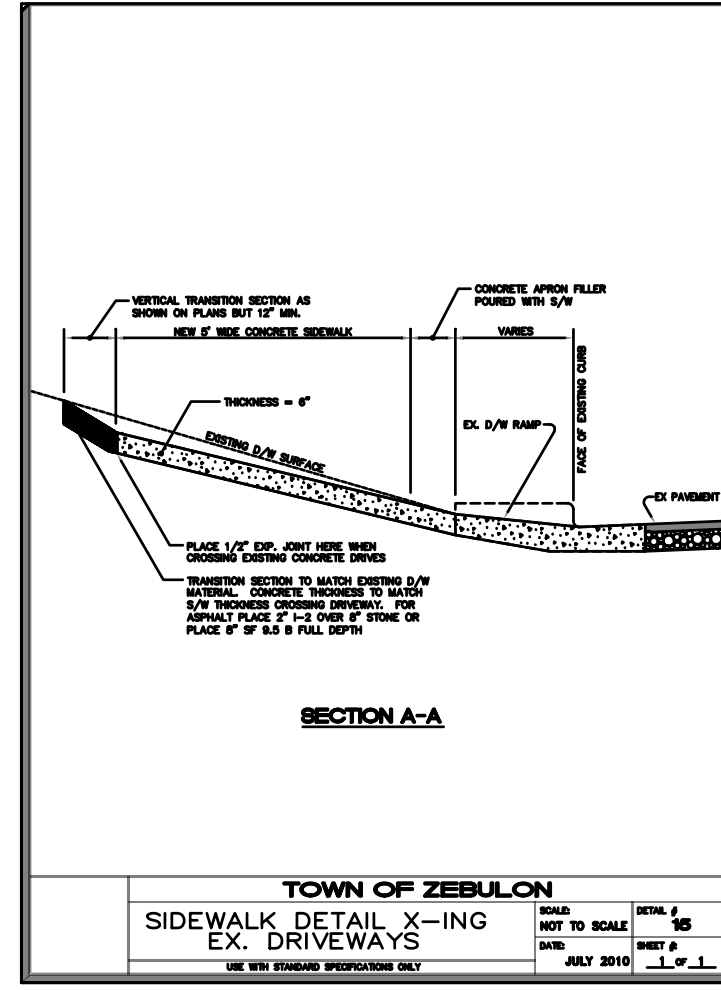 CONCRETE APRON FILLER
POURED WITH S/W
VERTICAL TRANSITION SECTION AS
SHOWN ON PLANS BUT 12" MIN.
NEW 5' WIDE CONCRETE SIDEWALK
VARIES
FACE OF EXISTING CURB
THICKNESS = 6"
EX. D/W RAMP
EXISTING D/W SURFACE
EX PAVEMENT
PLACE 1/2" EXP. JOINT HERE WHEN
CROSSING EXISTING CONCRETE DRIVES
TRANSITION SECTION TO MATCH EXISTING D/W
MATERIAL. CONCRETE THICKNESS TO MATCH
S/W THICKNESS CROSSING DRIVEWAY. FOR
ASPHALT PLACE 2" I-2 OVER 8" STONE OR
PLACE 8" SF 9.5 B FULL DEPTH
SECTION A-A
TOWN OF ZEBULON
SIDEWALK DETAIL X-ING
EX. DRIVEWAYS
USE WITH STANDARD SPECIFICATIONS ONLY
SCALE:
NOT TO SCALE
DETAIL #
15
DATE:
JULY 2010
SHEET #:
1 OF 1